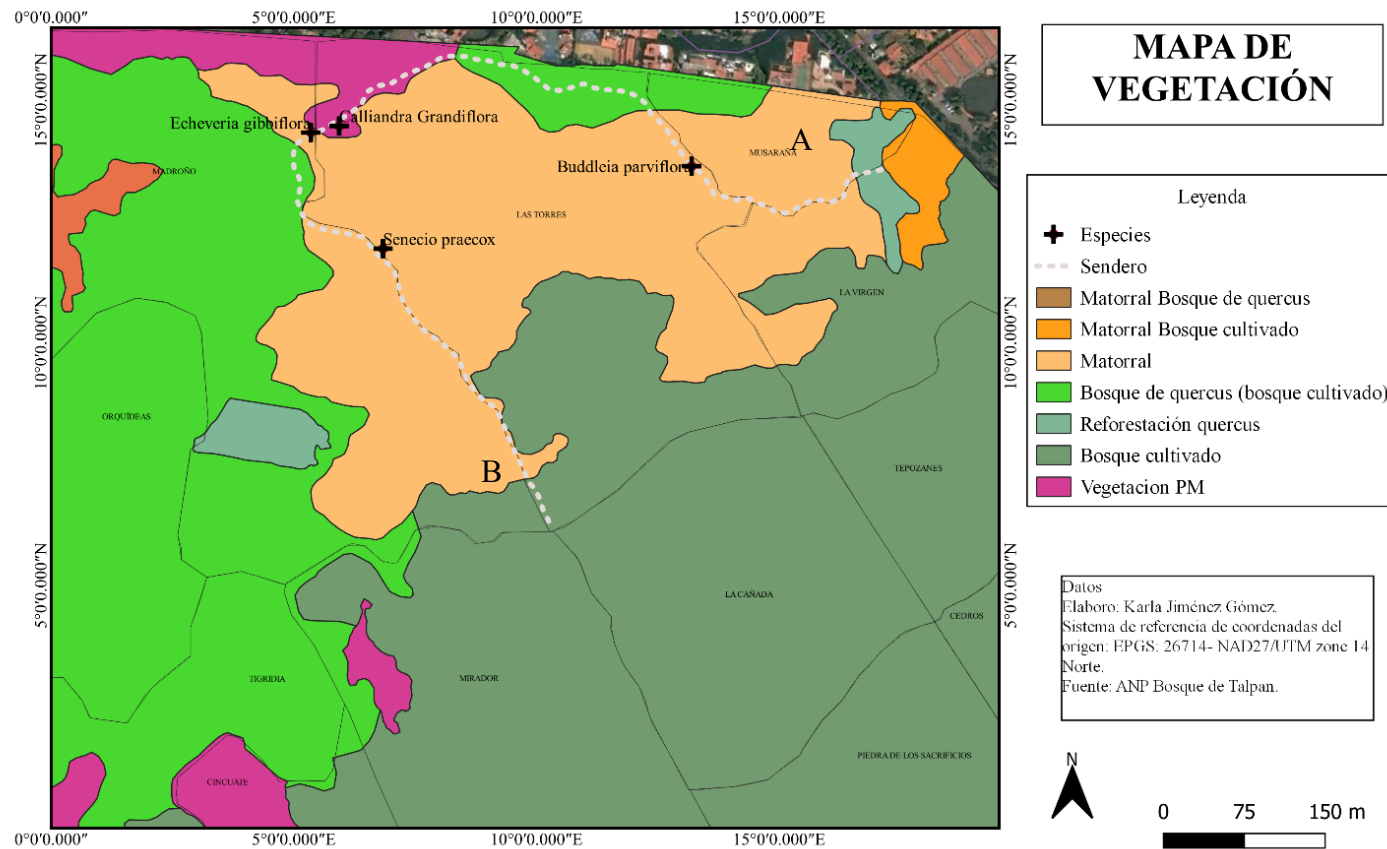 0°0'0.000" 5°0'0.000" 10°0'0.000" 15°0'0.000"
MAPA DE
VEGETACIÓN
15°0'0.000"N
15°0'0.000"N
Echeveria gibbiflora
alliandra Grandiflora
MADROÑO
Buddleia parviflora
MUSARAÑA
A
LAS TORRES
Senecio praecox
LA VIRGEN
10°0'0.000"N
10°0'0.000"N
ORQUÍDEAS
B
TEPOZANES
5°0'0.000"N
5°0'0.000"N
LA CAÑADA
CEDROS
TIGRIDIA
MIRADOR
PIEDRA DE LOS SACRIFICIOS
CINCUATE
0°0'0.000" 5°0'0.000" 10°0'0.000" 15°0'0.000"
Leyenda
Especies
Sendero
Matorral Bosque de quercus
Matorral Bosque cultivado
Matorral
Bosque de quercus (bosque cultivado)
Reforestación quercus
Bosque cultivado
Vegetacion PM
Datos
Elaboro: Karla Jiménez Gómez.
Sistema de referencia de coordenadas del
origen: EPGS: 26714- NAD27/UTM zone 14
Norte.
Fuente: ANP Bosque de Talpan.
N
0 75 150 m